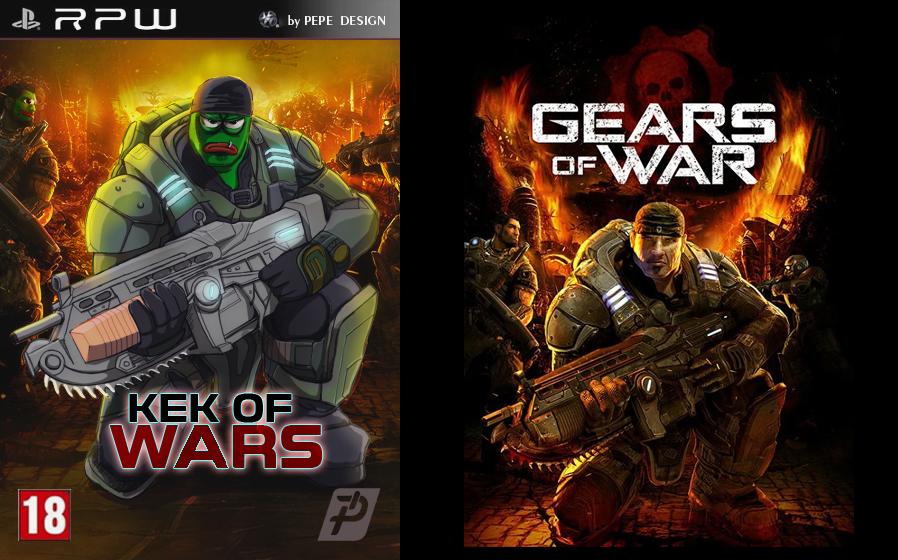 RPW
by PEPE DESIGN
KEK OF
WARS
18
GEARS
OF WAR